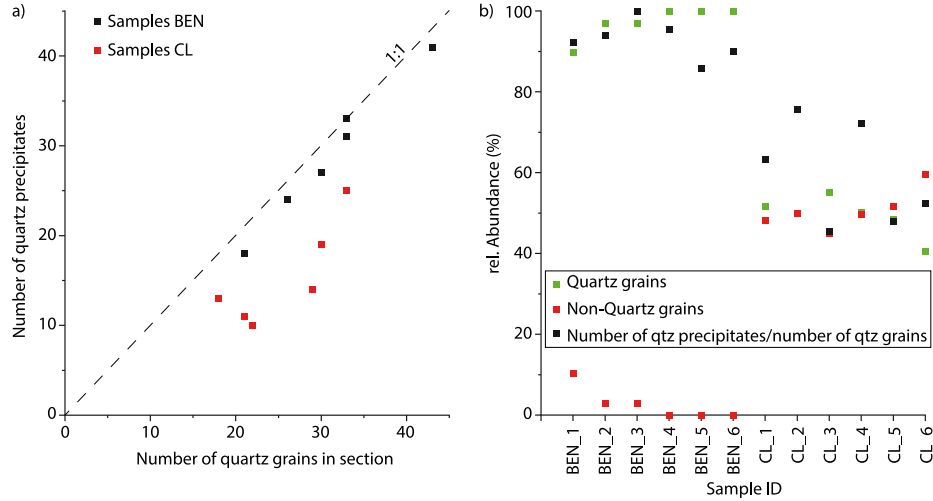 a)
Samples BEN
Samples CL
1:1
40
30
20
10
0
Number of quartz precipitates
0
10
20
30
40
Number of quartz grains in section
b)
100
80
60
40
20
0
rel. Abundance (%)
Quartz grains
Non-Quartz grains
Number of qtz precipitates/number of qtz grains
BEN_1
BEN_2
BEN_3
BEN_4
BEN_5
BEN_6
CL_1
CL_2
CL_3
CL_4
CL_5
CL_6
Sample ID